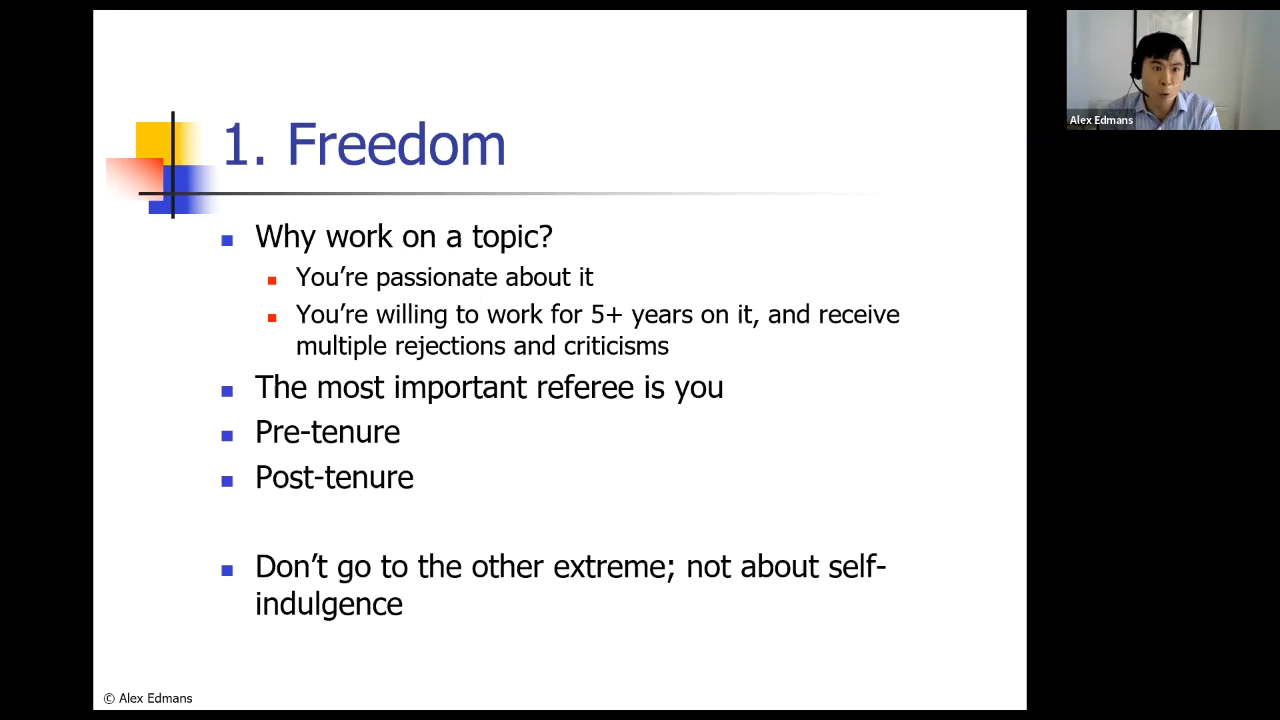 1. Freedom
Why work on a topic?
You're passionate about it
You're willing to work for 5+ years on it, and receive
multiple rejections and criticisms
The most important referee is you
Pre-tenure
Post-tenure
Don't go to the other extreme; not about self-
indulgence
© Alex Edmans
Alex Edmans